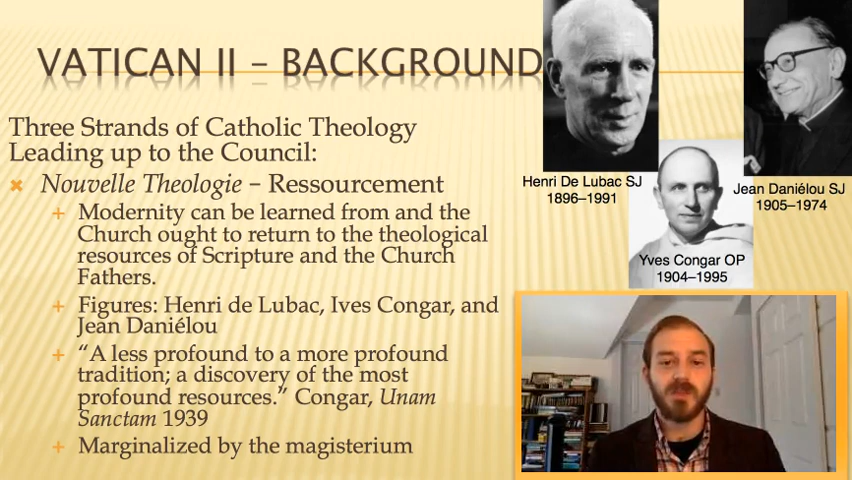 VATICAN II – BACKGROUND
Three Strands of Catholic Theology
Leading up to the Council:
Nouvelle Theologie – Ressourcement
Modernity can be learned from and the
Church ought to return to the theological
resources of Scripture and the Church
Fathers.
Figures: Henri de Lubac, Ives Congar, and
Jean Daniélou
“A less profound to a more profound
tradition; a discovery of the most
profound resources.” Congar, Unam
Sanctam 1939
Marginalized by the magisterium
Henri De Lubac SJ
1896–1991
Jean Daniélou SJ
1905–1974
Yves Congar OP
1904–1995